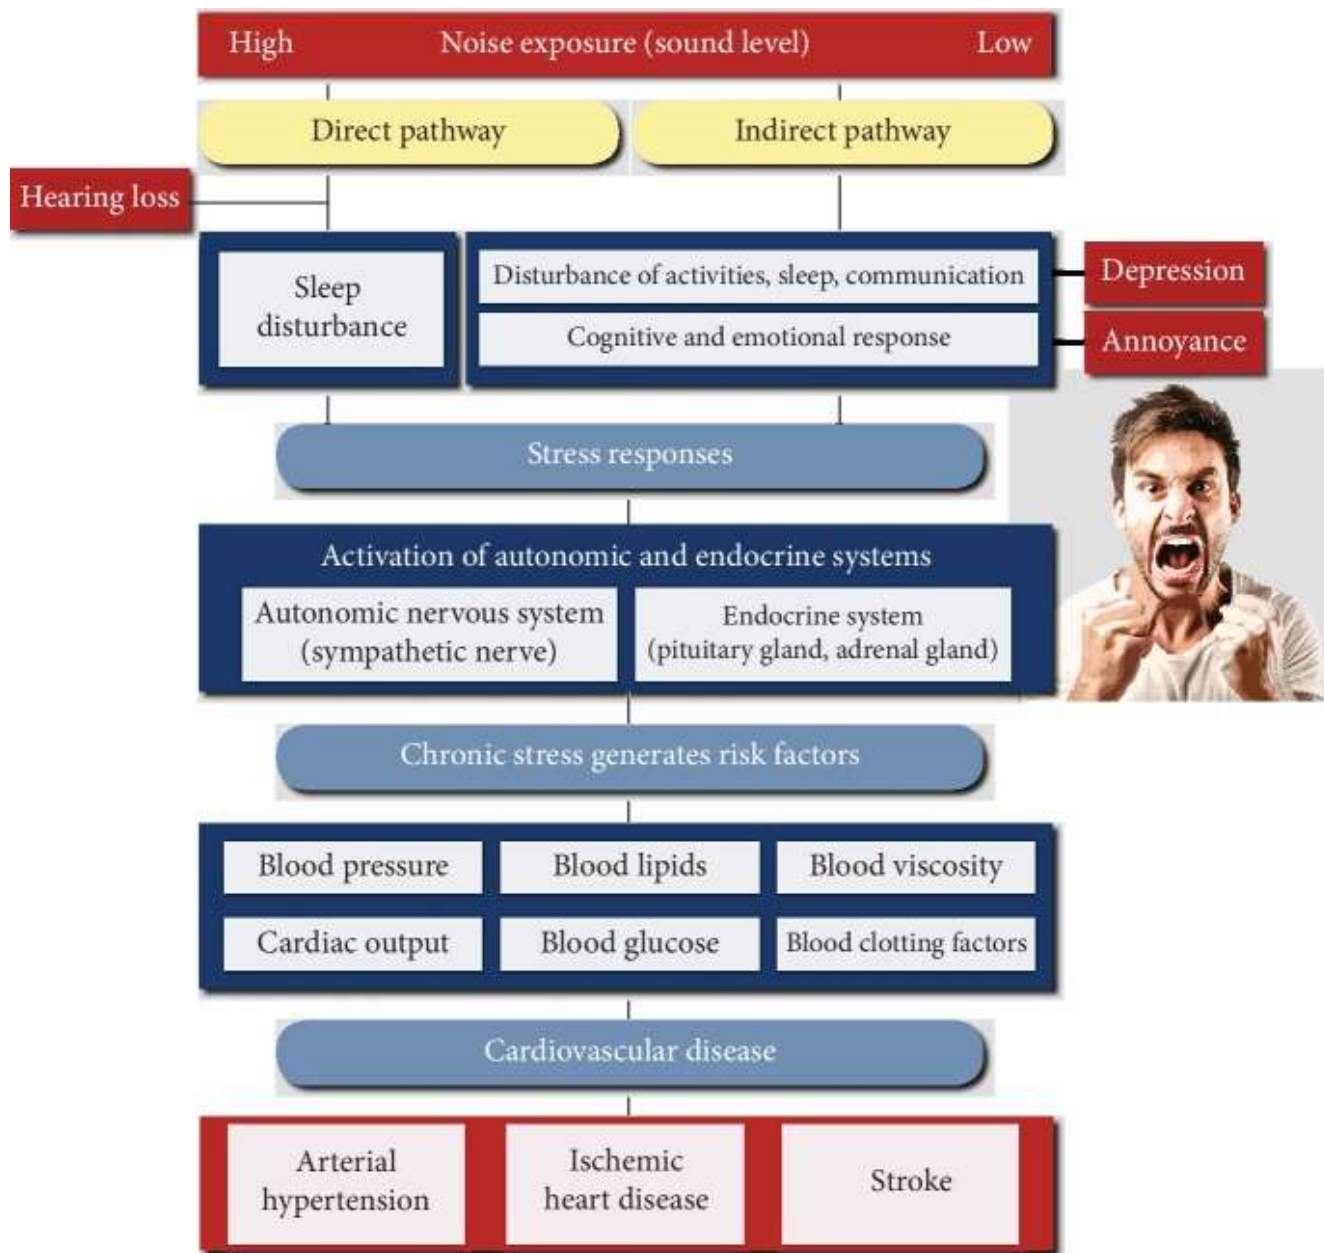 High Noise exposure (sound level) Low
Direct pathway
Indirect pathway
Hearing loss
Sleep
disturbance
Disturbance of activities, sleep, communication
Cognitive and emotional response
Depression
Annoyance
Stress responses
Activation of autonomic and endocrine systems
Autonomic nervous system
(sympathetic nerve)
Endocrine system
(pituitary gland, adrenal gland)
Chronic stress generates risk factors
Blood pressure
Blood lipids
Blood viscosity
Cardiac output
Blood glucose
Blood clotting factors
Cardiovascular disease
Arterial
hypertension
Ischemic
heart disease
Stroke